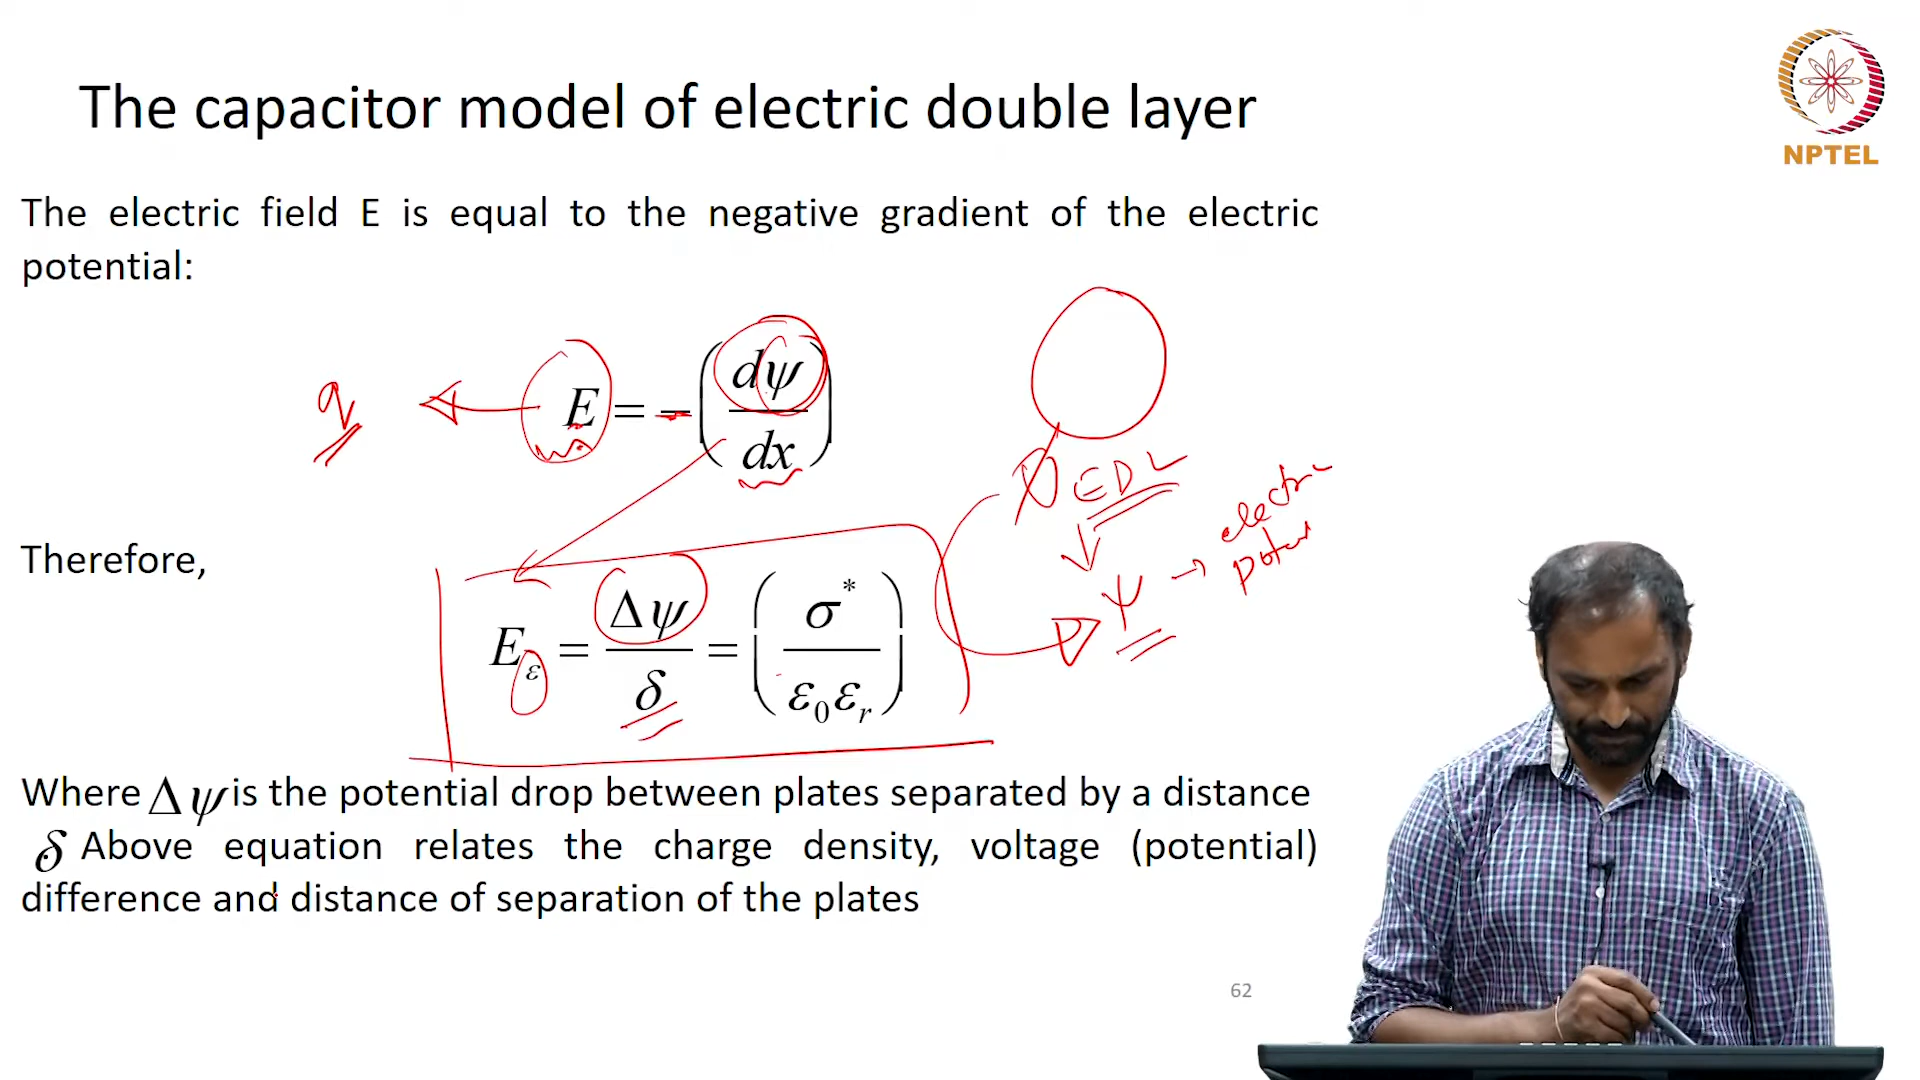 The capacitor model of electric double layer
NPTEL
The electric field E is equal to the negative gradient of the electric
potential:
q E = -(dψ/dx)
EDL
electric
Therefore,
ψ →
E_ε = Δψ/δ = (σ*/ε₀ε_r)
Where Δψ is the potential drop between plates separated by a distance
δ Above equation relates the charge density, voltage (potential)
difference and distance of separation of the plates
62